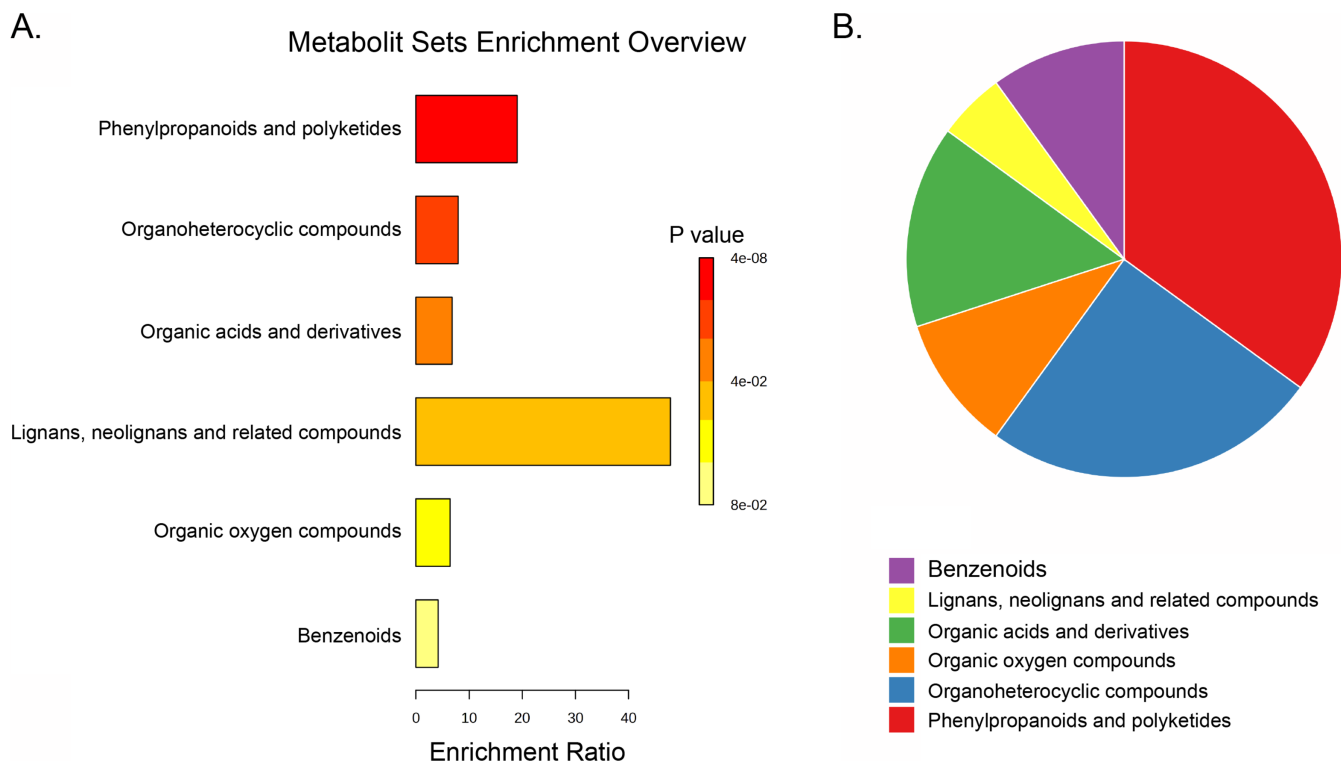 A.
Metabolit Sets Enrichment Overview
Phenylpropanoids and polyketides
Organoheterocyclic compounds
Organic acids and derivatives
Lignans, neolignans and related compounds
Organic oxygen compounds
Benzenoids
0 10 20 30 40
Enrichment Ratio
P value
4e-08
4e-02
8e-02
B.
Benzenoids
Lignans, neolignans and related compounds
Organic acids and derivatives
Organic oxygen compounds
Organoheterocyclic compounds
Phenylpropanoids and polyketides